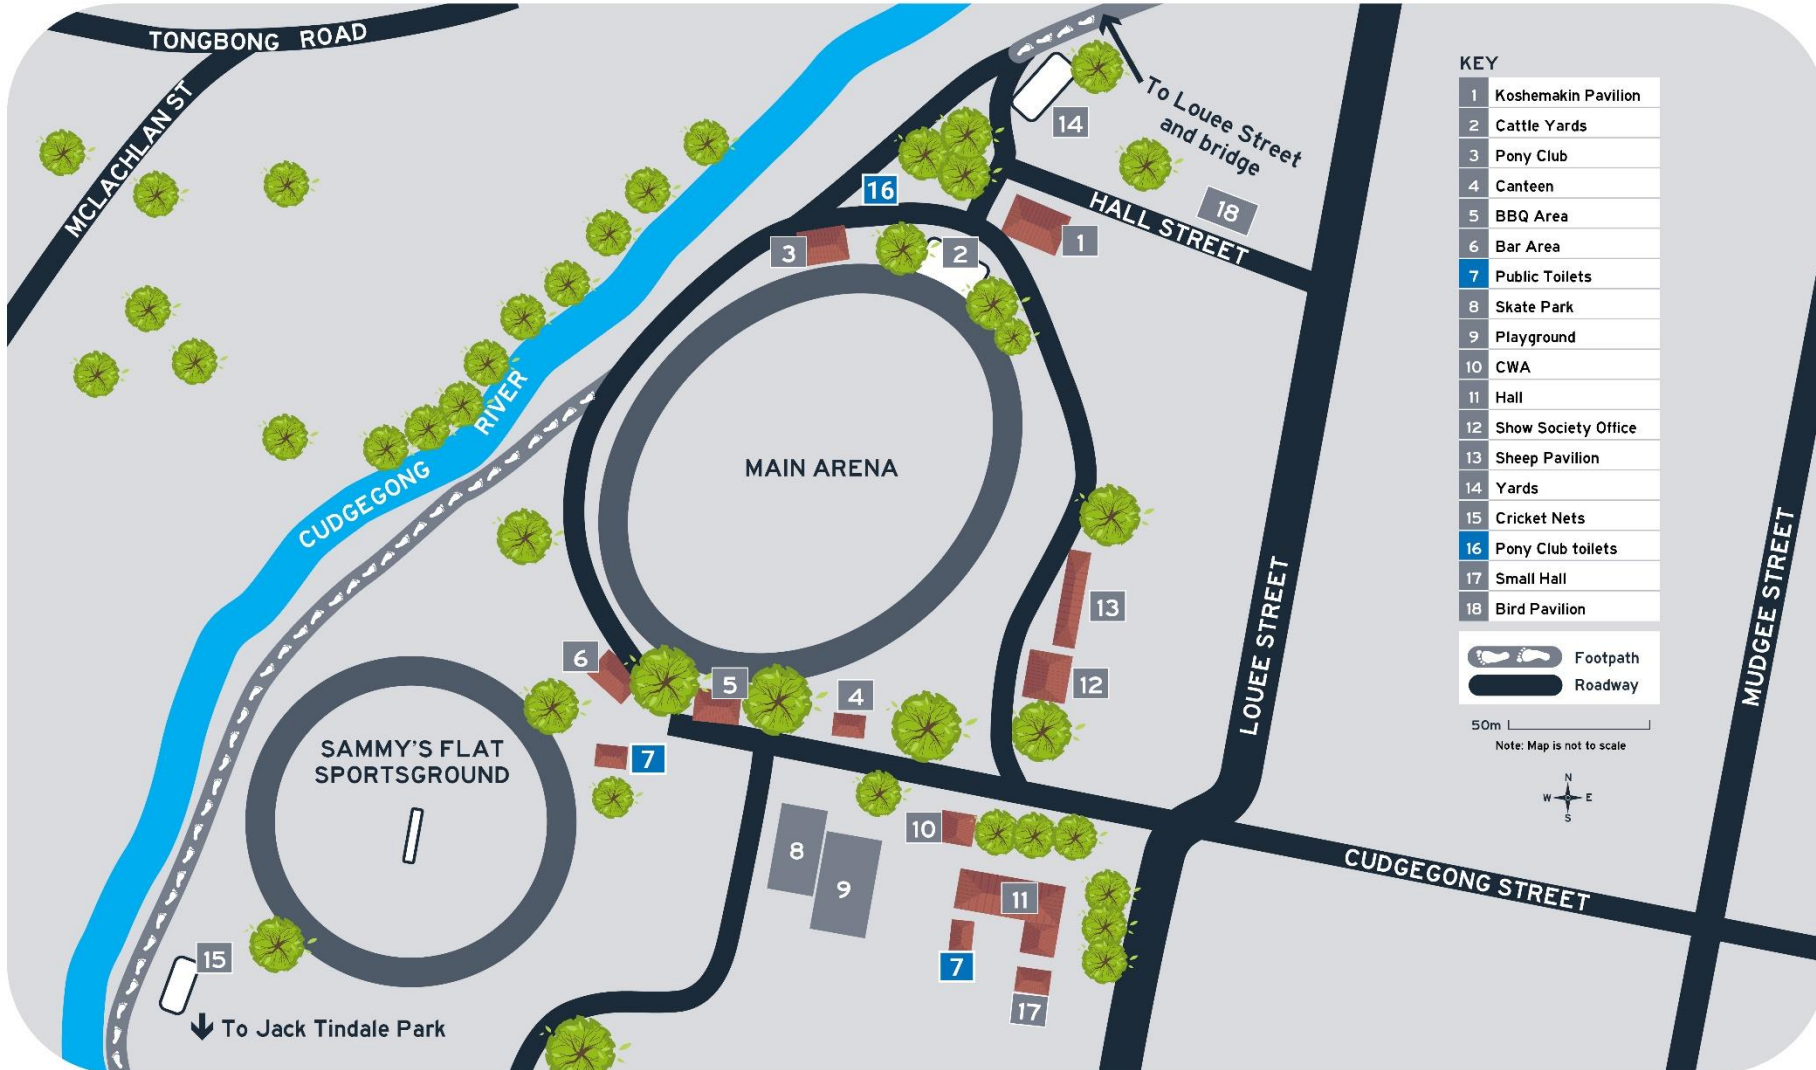 TONGBONG ROAD
MCLACHLAN ST
CUDGEGONG RIVER
To Louee Street
and bridge
14
18
16
HALL STREET
1
2
3
MAIN ARENA
13
12
6
5
4
7
SAMMY'S FLAT
SPORTSGROUND
10
8
9
11
7
17
15
To Jack Tindale Park
LOUEE STREET
CUDGEGONG STREET
MUDGEE STREET
KEY
1 Koshemakin Pavilion
2 Cattle Yards
3 Pony Club
4 Canteen
5 BBQ Area
6 Bar Area
7 Public Toilets
8 Skate Park
9 Playground
10 CWA
11 Hall
12 Show Society Office
13 Sheep Pavilion
14 Yards
15 Cricket Nets
16 Pony Club toilets
17 Small Hall
18 Bird Pavilion
Footpath
Roadway
50m
Note: Map is not to scale
N
W E
S